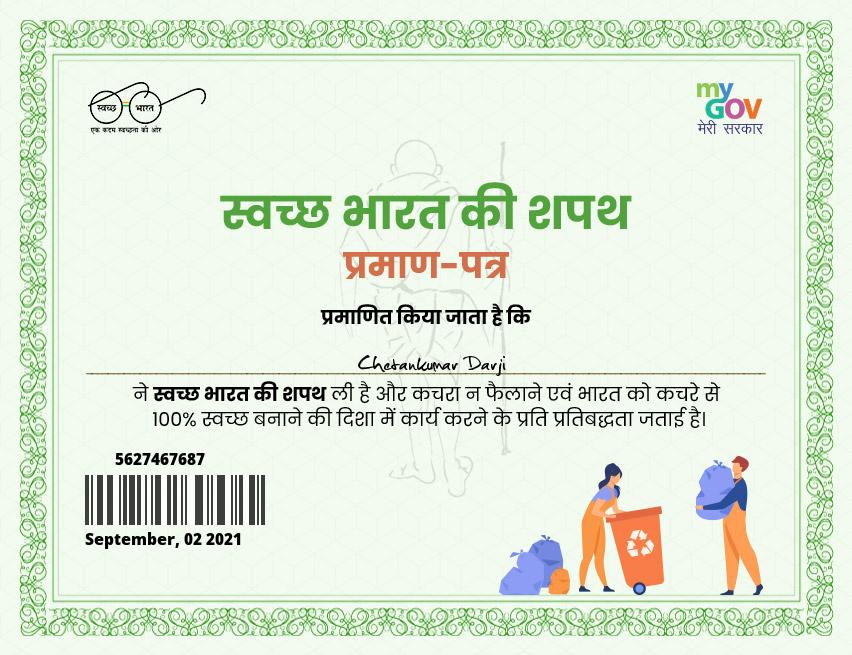 स्वच्छ भारत
एक कदम स्वच्छता की ओर
my
GOV
मेरी सरकार
स्वच्छ भारत की शपथ
प्रमाण-पत्र
प्रमाणित किया जाता है कि
Chetankumar Darji
ने स्वच्छ भारत की शपथ ली है और कचरा न फैलाने एवं भारत को कचरे से
100% स्वच्छ बनाने की दिशा में कार्य करने के प्रति प्रतिबद्धता जताई है।
5627467687
September, 02 2021